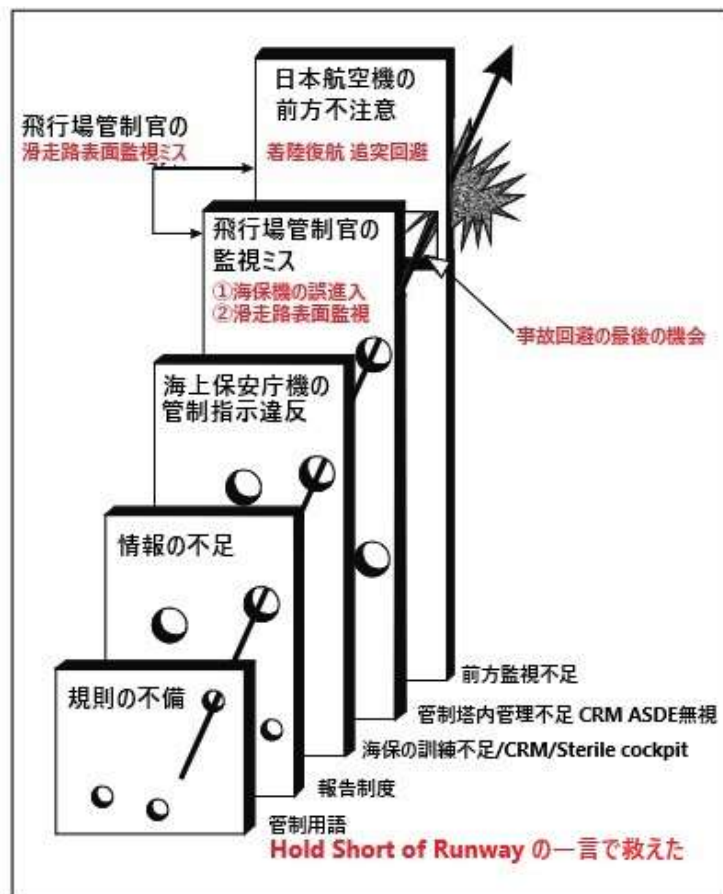 日本航空機の
前方不注意
着陸復航 追突回避
飛行場管制官の
滑走路表面監視ミス
飛行場管制官の
監視ミス
①海保機の誤進入
②滑走路表面監視
事故回避の最後の機会
海上保安庁機の
管制指示違反
情報の不足
規則の不備
前方監視不足
管制塔内管理不足 CRM ASDE無視
海保の訓練不足/CRM/Sterile cockpit
報告制度
管制用語
Hold Short of Runway の一言で救えた